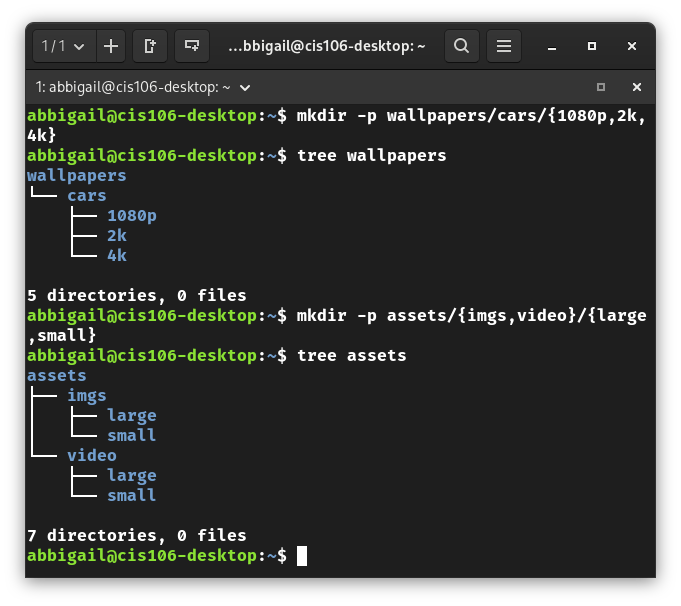 1 / 1
...bbigail@cis106-desktop: ~
1: abbigail@cis106-desktop: ~
abbigail@cis106-desktop:~$ mkdir -p wallpapers/cars/{1080p,2k,
4k}
abbigail@cis106-desktop:~$ tree wallpapers
wallpapers
└── cars
    ├── 1080p
    ├── 2k
    └── 4k
5 directories, 0 files
abbigail@cis106-desktop:~$ mkdir -p assets/{imgs,video}/{large
,small}
abbigail@cis106-desktop:~$ tree assets
assets
├── imgs
│   ├── large
│   └── small
└── video
    ├── large
    └── small
7 directories, 0 files
abbigail@cis106-desktop:~$